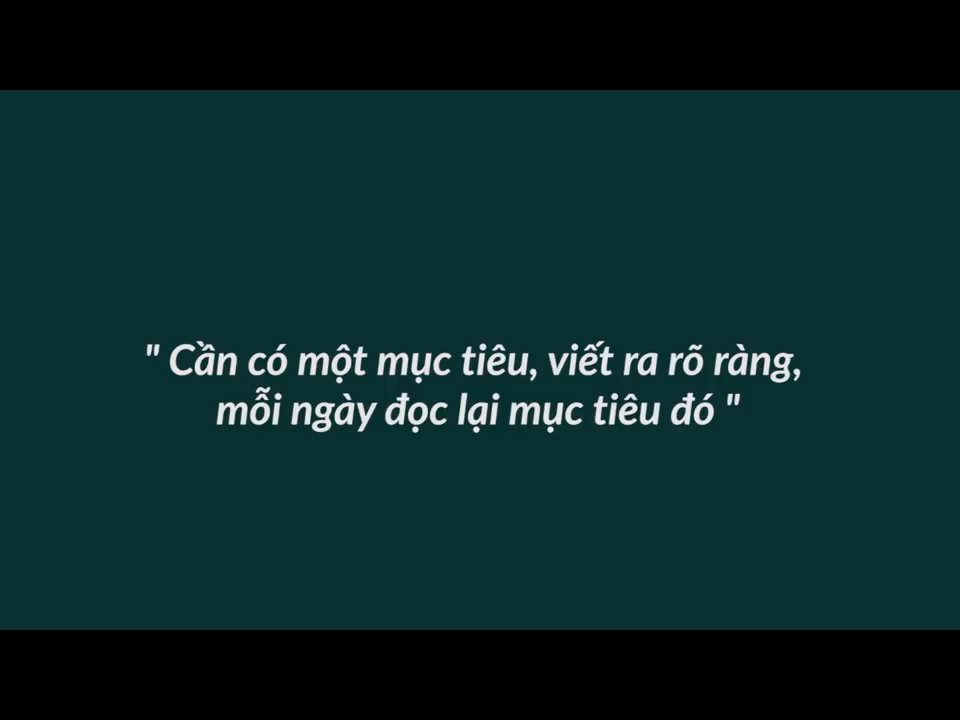 " Cần có một mục tiêu, viết ra rõ ràng,
mỗi ngày đọc lại mục tiêu đó "